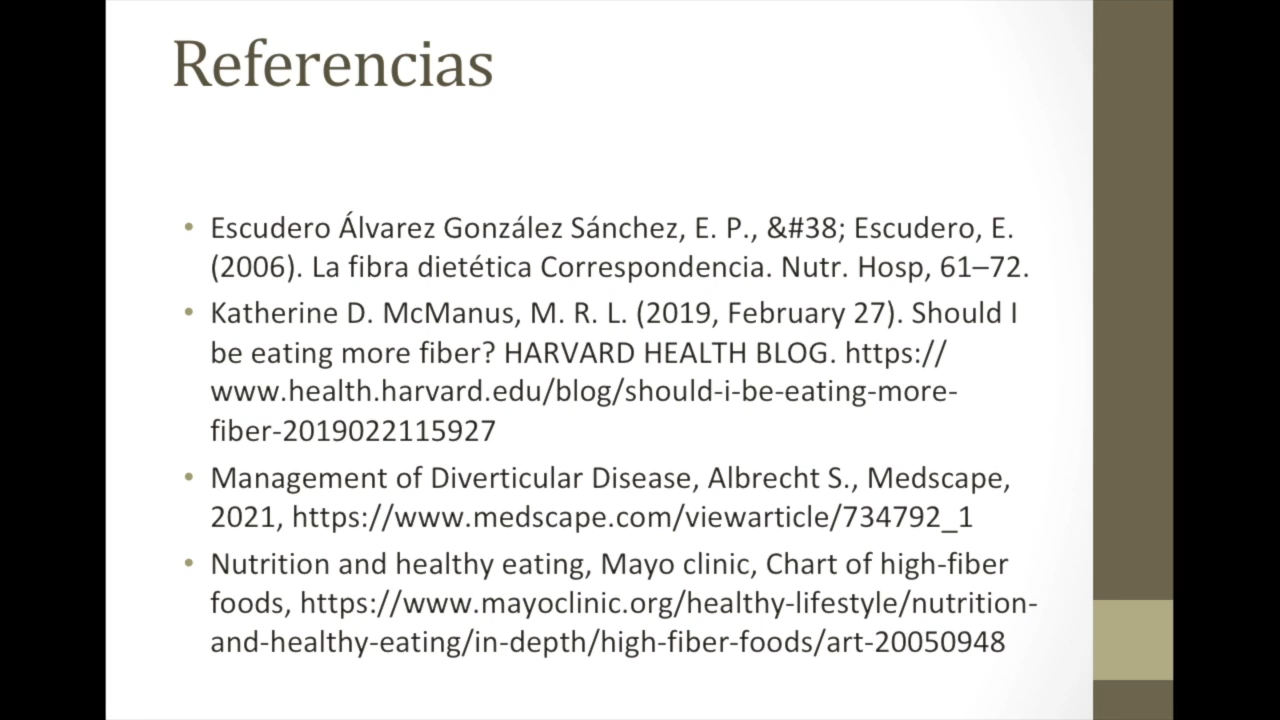 Referencias
• Escudero Álvarez González Sánchez, E. P., &#38; Escudero, E.
(2006). La fibra dietética Correspondencia. Nutr. Hosp, 61–72.
• Katherine D. McManus, M. R. L. (2019, February 27). Should I
be eating more fiber? HARVARD HEALTH BLOG. https://
www.health.harvard.edu/blog/should-i-be-eating-more-
fiber-2019022115927
• Management of Diverticular Disease, Albrecht S., Medscape,
2021, https://www.medscape.com/viewarticle/734792_1
• Nutrition and healthy eating, Mayo clinic, Chart of high-fiber
foods, https://www.mayoclinic.org/healthy-lifestyle/nutrition-
and-healthy-eating/in-depth/high-fiber-foods/art-20050948